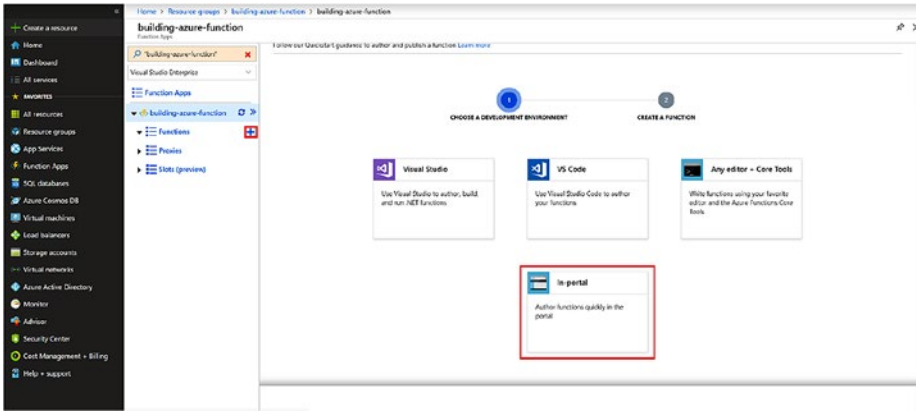 Home > Resource groups > building-azure-function > building-azure-function
building-azure-function
Function Apps
Create a resource
Home
Dashboard
All services
FAVORITES
All resources
Resource groups
App Services
Function Apps
SQL databases
Azure Cosmos DB
Virtual machines
Load balancers
Storage accounts
Virtual networks
Azure Active Directory
Monitor
Advisor
Security Center
Cost Management + Billing
Help + support
"building-azure-function"
Visual Studio Enterprise
Function Apps
building-azure-function
Functions
Proxies
Slots (preview)
Follow our Quickstart guidance to author and publish a function Learn more
1
2
CHOOSE A DEVELOPMENT ENVIRONMENT
CREATE A FUNCTION
Visual Studio
Use Visual Studio to author, build,
and run .NET functions
VS Code
Use Visual Studio Code to author
your functions
Any editor + Core Tools
Write functions using your favorite
editor and the Azure Functions Core
Tools
In-portal
Author functions quickly in the
portal